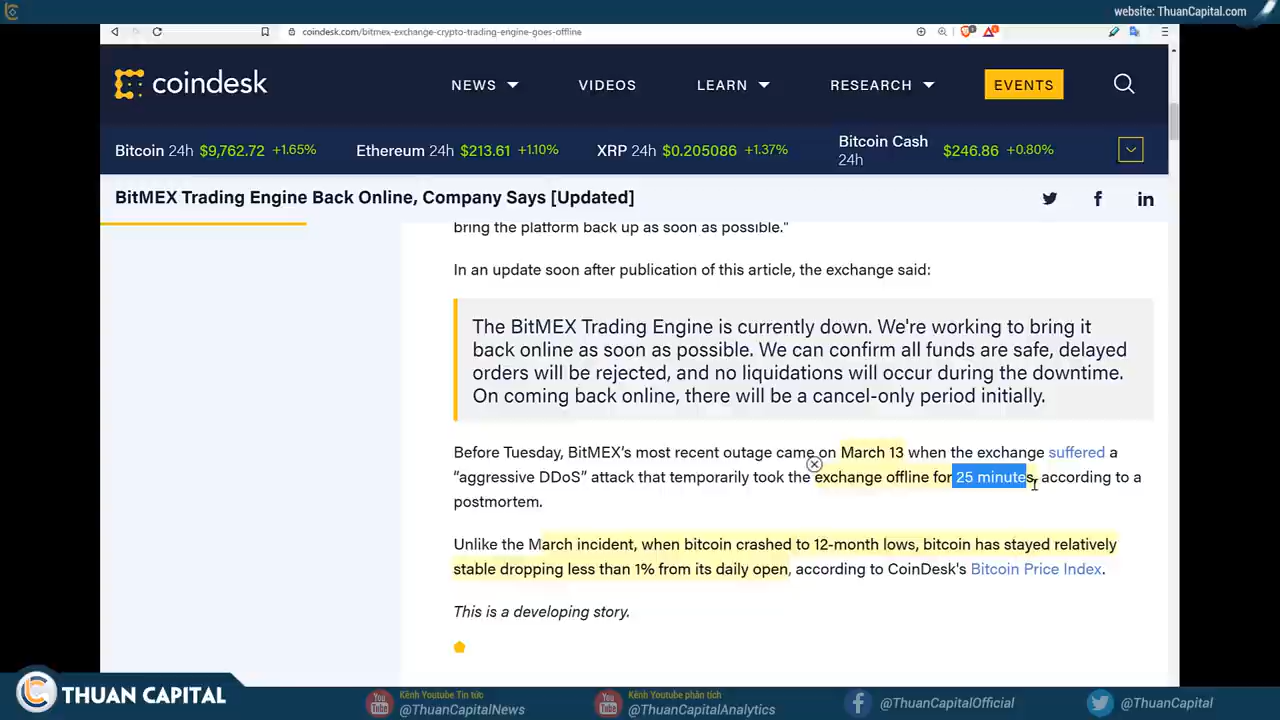 website: ThuanCapital.com
coindesk.com/bitmex-exchange-crypto-trading-engine-goes-offline
coindesk
NEWS
VIDEOS
LEARN
RESEARCH
EVENTS
Bitcoin 24h $9,762.72 +1.65%
Ethereum 24h $213.61 +1.10%
XRP 24h $0.205086 +1.37%
Bitcoin Cash
24h
$246.86 +0.80%
BitMEX Trading Engine Back Online, Company Says [Updated]
bring the platform back up as soon as possible."
In an update soon after publication of this article, the exchange said:
The BitMEX Trading Engine is currently down. We're working to bring it
back online as soon as possible. We can confirm all funds are safe, delayed
orders will be rejected, and no liquidations will occur during the downtime.
On coming back online, there will be a cancel-only period initially.
Before Tuesday, BitMEX's most recent outage came on March 13 when the exchange suffered a
“aggressive DDoS” attack that temporarily took the exchange offline for 25 minutes, according to a
postmortem.
Unlike the March incident, when bitcoin crashed to 12-month lows, bitcoin has stayed relatively
stable dropping less than 1% from its daily open, according to CoinDesk's Bitcoin Price Index.
This is a developing story.
THUAN CAPITAL
You Tube
Kênh Youtube Tin tức
@ThuanCapitalNews
You Tube
Kênh Youtube phân tích
@ThuanCapitalAnalytics
@ThuanCapitalOfficial
@ThuanCapital